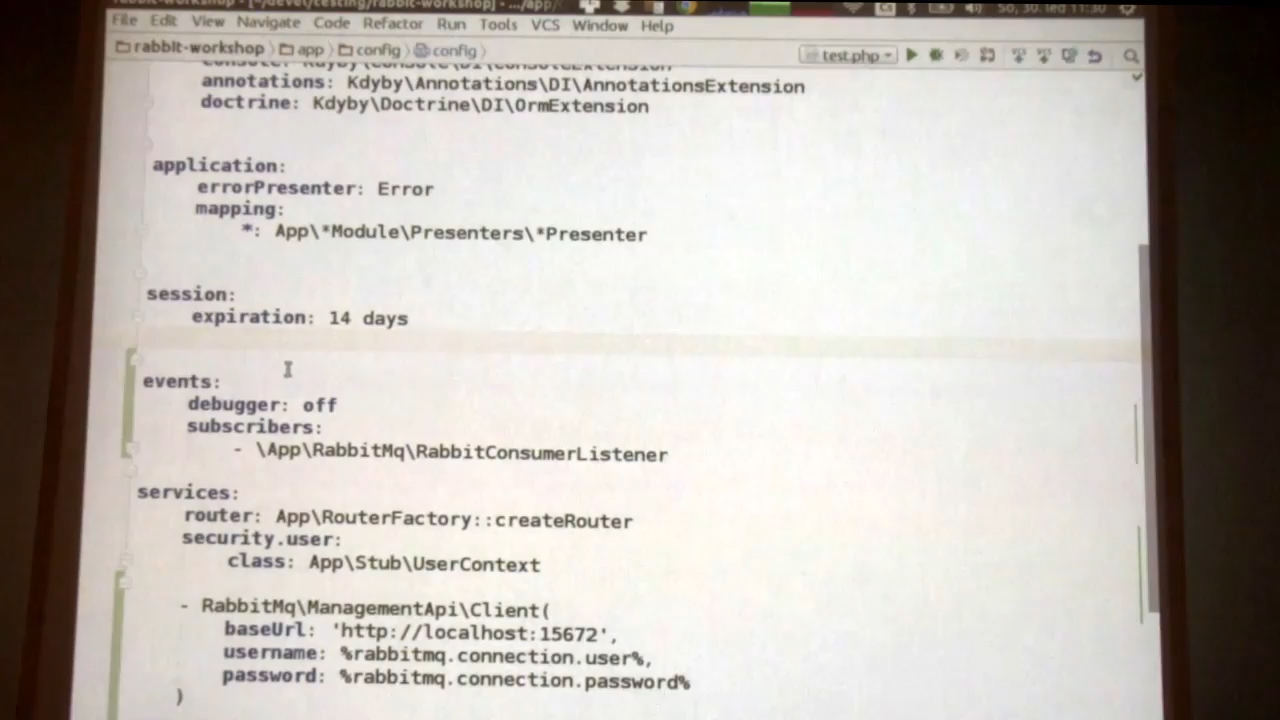 File Edit View Navigate Code Refactor Run Tools VCS Window Help
rabbit-workshop app config config test.php
annotations: Kdyby\Annotations\DI\AnnotationsExtension
doctrine: Kdyby\Doctrine\DI\OrmExtension
application:
errorPresenter: Error
mapping:
*: App\*Module\Presenters\*Presenter
session:
expiration: 14 days
events:
debugger: off
subscribers:
- \App\RabbitMq\RabbitConsumerListener
services:
router: App\RouterFactory::createRouter
security.user:
class: App\Stub\UserContext
- RabbitMq\ManagementApi\Client(
baseUrl: 'http://localhost:15672',
username: %rabbitmq.connection.user%,
password: %rabbitmq.connection.password%
)